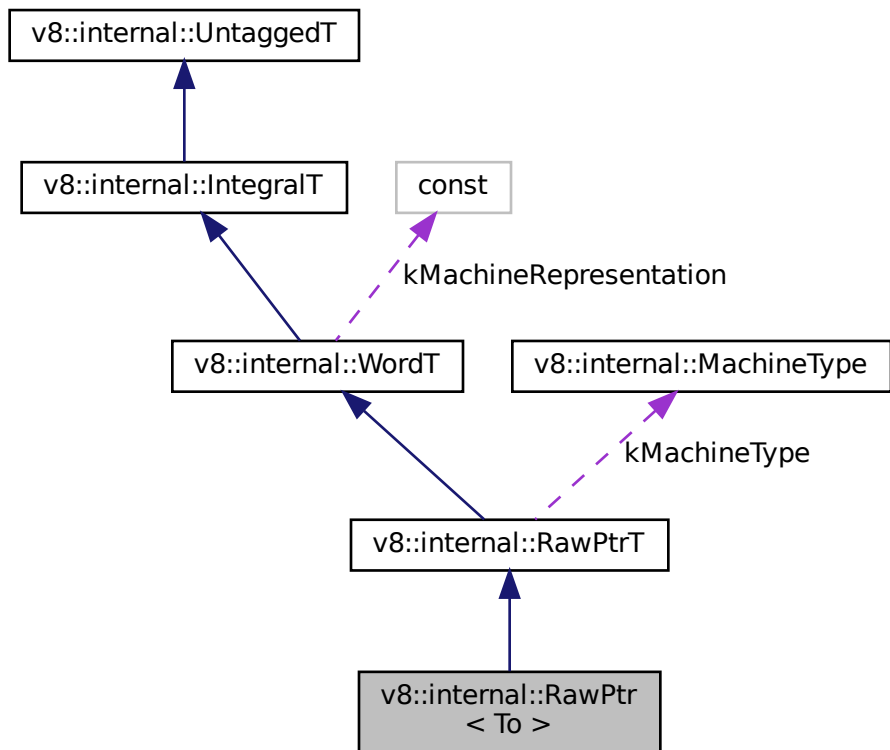 v8::internal::UntaggedT
v8::internal::IntegralT
const
kMachineRepresentation
v8::internal::WordT
v8::internal::MachineType
kMachineType
v8::internal::RawPtrT
v8::internal::RawPtr
< To >